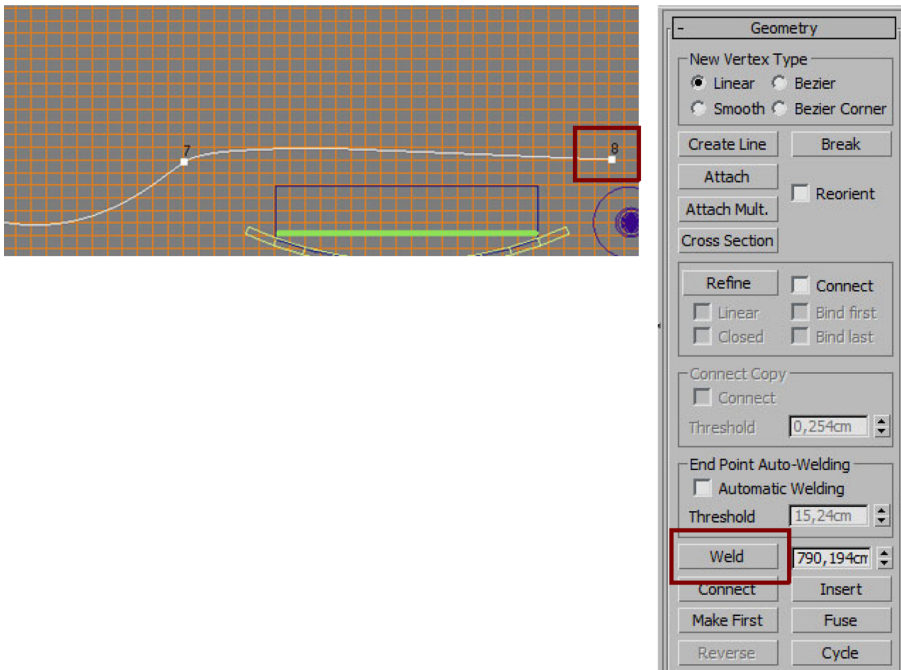 7
8
- Geometry
New Vertex Type
Linear Bezier
Smooth Bezier Corner
Create Line Break
Attach
Reorient
Attach Mult.
Cross Section
Refine Connect
Linear Bind first
Closed Bind last
Connect Copy
Connect
Threshold 0,254cm
End Point Auto-Welding
Automatic Welding
Threshold 15,24cm
Weld 790,194cm
Connect Insert
Make First Fuse
Reverse Cycle